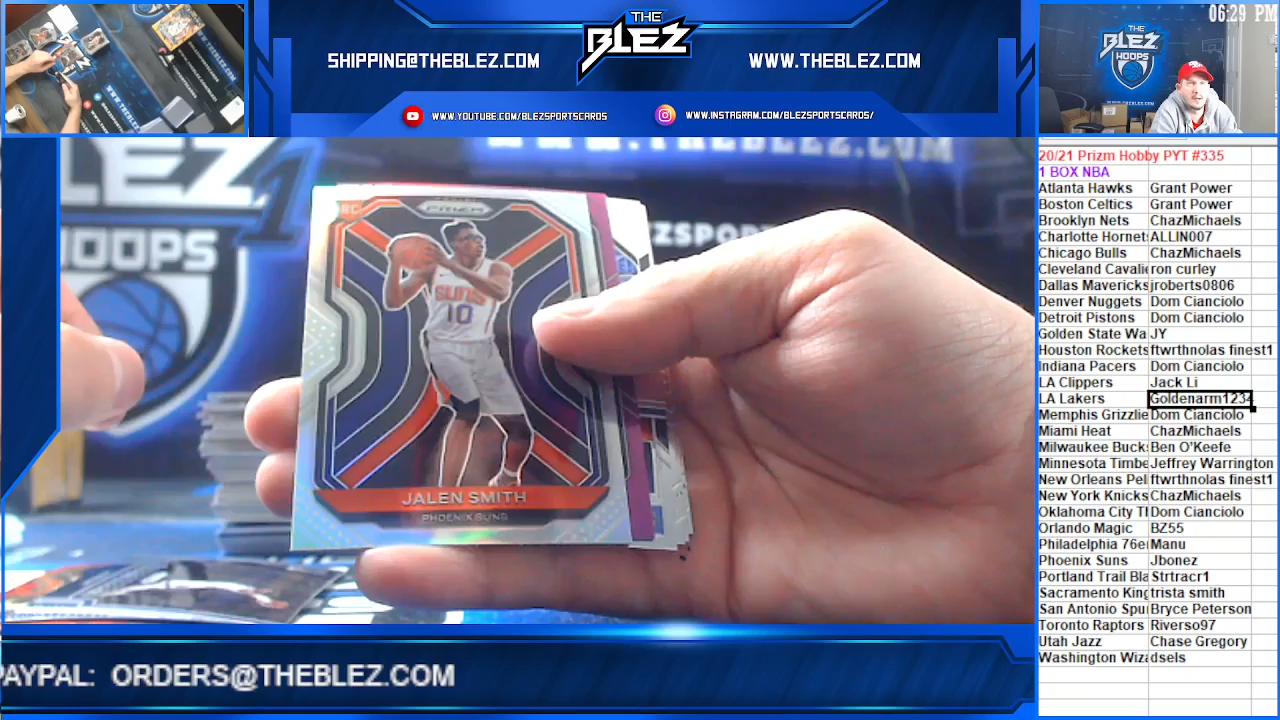 06:29 PM
THE
BLEZ
SHIPPING@THEBLEZ.COM
WWW.THEBLEZ.COM
WWW.YOUTUBE.COM/BLEZSPORTSCARDS
WWW.INSTAGRAM.COM/BLEZSPORTSCAROS/
THE
BLEZ
HOOPS
HOOPS
RC
PRIZM
SUNS
10
JALEN SMITH
PHOENIX SUNS
20/21 Prizm Hobby PYT #335
1 BOX NBA
Atlanta Hawks Grant Power
Boston Celtics Grant Power
Brooklyn Nets ChazMichaels
Charlotte Hornet ALLIN007
Chicago Bulls ChazMichaels
Cleveland Cavali ron curley
Dallas Mavericks jroberts0806
Denver Nuggets Dom Cianciolo
Detroit Pistons Dom Cianciolo
Golden State Wa JY
Houston Rockets ftwrthnolas finest1
Indiana Pacers Dom Cianciolo
LA Clippers Jack Li
LA Lakers Goldenarm1234
Memphis Grizzlie Dom Cianciolo
Miami Heat ChazMichaels
Milwaukee Buck Ben O'Keefe
Minnesota Timbe Jeffrey Warrington
New Orleans Pel ftwrthnolas finest1
New York Knicks ChazMichaels
Oklahoma City T Dom Cianciolo
Orlando Magic BZ55
Philadelphia 76e Manu
Phoenix Suns Jbonez
Portland Trail Bla Strtracr1
Sacramento King trista smith
San Antonio Spu Bryce Peterson
Toronto Raptors Riverso97
Utah Jazz Chase Gregory
Washington Wiza dsels
PAYPAL: ORDERS@THEBLEZ.COM